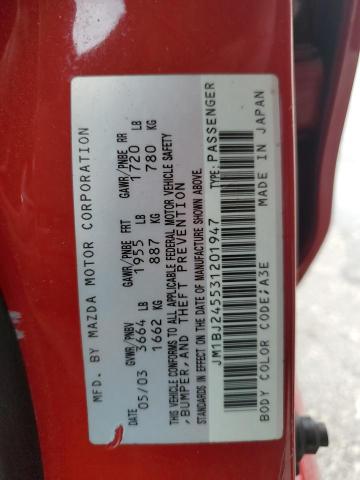 MFD. BY MAZDA MOTOR CORPORATION
GVWR/PNBV GAWR/PNBE FRT GAWR/PNBE RR
05/03 3664 LB 1955 LB 1720 LB
1662 KG 887 KG 780 KG
THIS VEHICLE CONFORMS TO ALL APPLICABLE FEDERAL MOTOR VEHICLE SAFETY
,BUMPER,AND THEFT PREVENTION
STANDARDS IN EFFECT ON THE DATE OF MANUFACTURE SHOWN ABOVE.
JM1BJ245531201947 TYPE: PASSENGER
BODY COLOR CODE:A3E MADE IN JAPAN